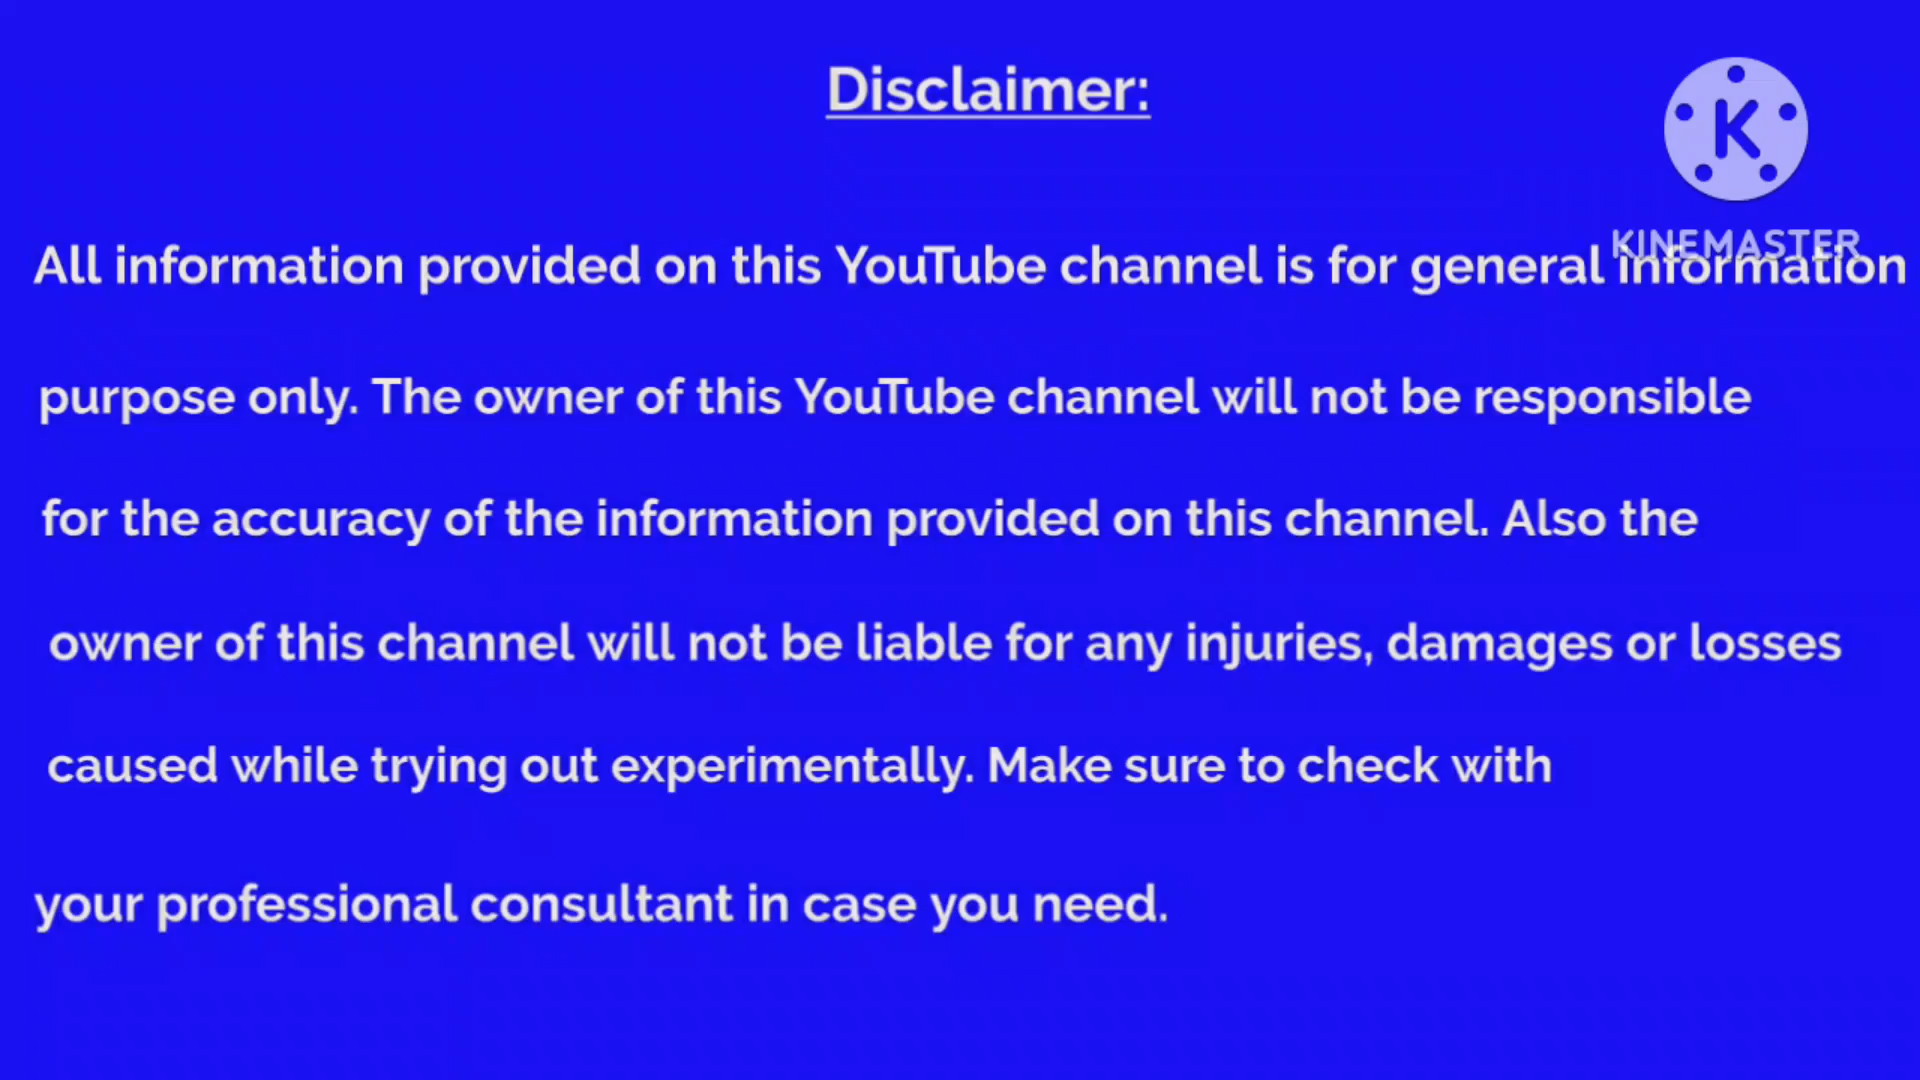 Disclaimer:
K
KINEMASTER
All information provided on this YouTube channel is for general information
purpose only. The owner of this YouTube channel will not be responsible
for the accuracy of the information provided on this channel. Also the
owner of this channel will not be liable for any injuries, damages or losses
caused while trying out experimentally. Make sure to check with
your professional consultant in case you need.